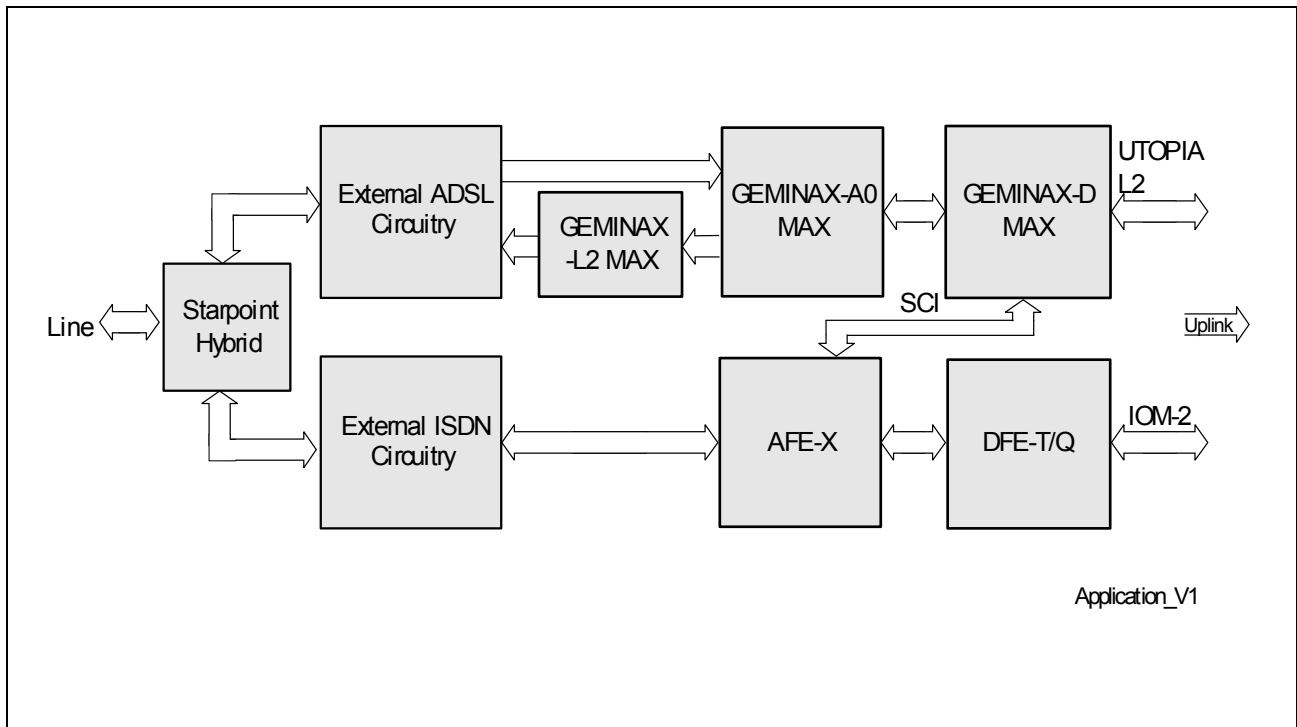 External ADSL
Circuitry
GEMINAX
-L2 MAX
GEMINAX-A0
MAX
GEMINAX-D
MAX
UTOPIA
L2
Starpoint
Hybrid
Line
SCI
Uplink
External ISDN
Circuitry
AFE-X
DFE-T/Q
IOM-2
Application_V1